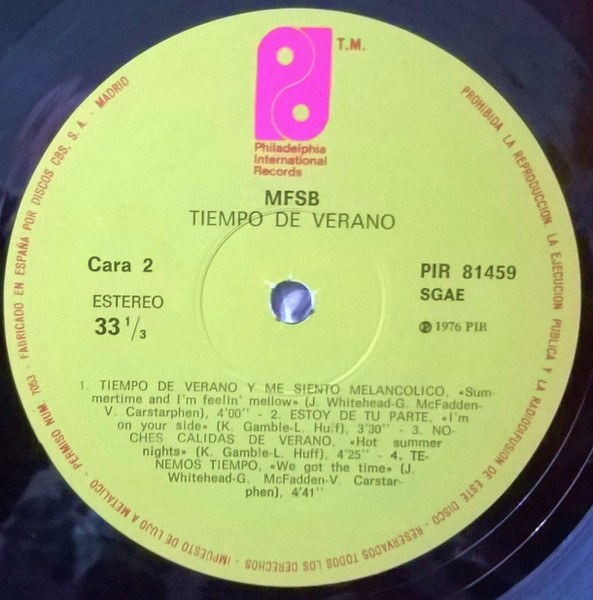 T.M.
Philadelphia
International
Records
MFSB
TIEMPO DE VERANO
Cara 2
ESTEREO
33 1/3
PIR 81459
SGAE
℗ 1976 PIR
1. TIEMPO DE VERANO Y ME SIENTO MELANCOLICO, «Sum-
mertime and I'm feelin' mellow» (J. Whitehead-G. McFadden-
V. Carstarphen), 4'00" - 2. ESTOY DE TU PARTE, «I'm
on your side» (K. Gamble-L. Huff), 3'30" - 3. NO-
CHES CALIDAS DE VERANO, «Hot summer
nights» (K. Gamble-L. Huff), 4'25" - 4. TE-
NEMOS TIEMPO, «We got the time» (J.
Whitehead-G. McFadden-V. Carstar-
phen), 4'41"
PROHIBIDA LA REPRODUCCION, LA EJECUCION PUBLICA Y LA RADIODIFUSION DE ESTE DISCO - RESERVADOS TODOS LOS DERECHOS - IMPUESTO DE LUJO A METALICO - PERMISO NUM. 7063 - FABRICADO EN ESPAÑA POR DISCOS CBS, S. A. - MADRID